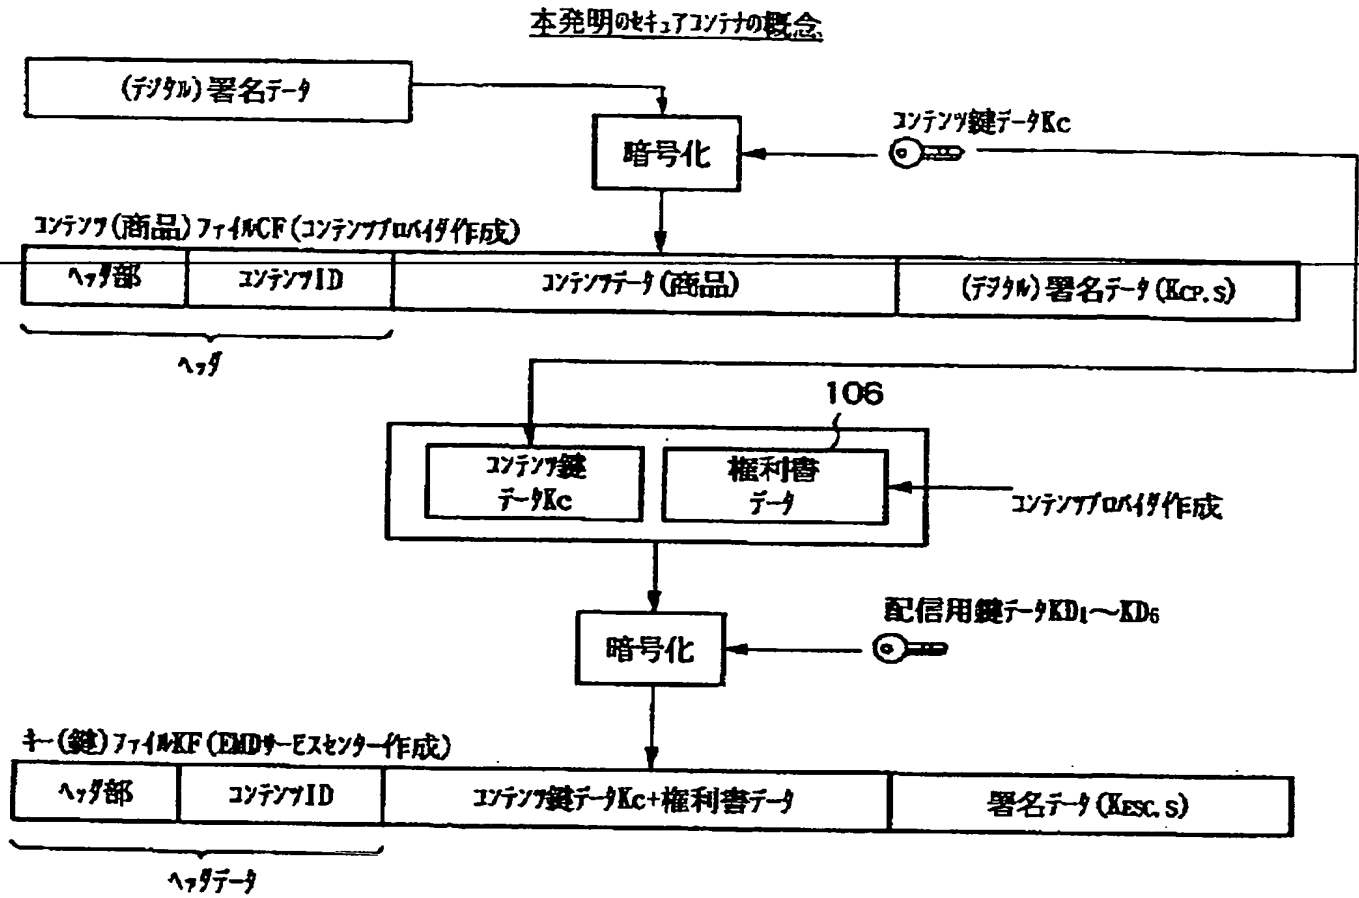 本発明のセキュアコンテナの概念
(デジタル)署名データ
暗号化
コンテンツ鍵データKc
コンテンツ(商品)ファイルCF(コンテンツプロバイダ作成)
ヘッダ部
コンテンツID
コンテンツデータ(商品)
(デジタル)署名データ(KCP,S)
ヘッダ
106
コンテンツ鍵
データKc
権利書
データ
コンテンツプロバイダ作成
配信用鍵データKD1~KD6
暗号化
キー(鍵)ファイルKF(EMDサービスセンター作成)
ヘッダ部
コンテンツID
コンテンツ鍵データKc+権利書データ
署名データ(KESC,S)
ヘッダデータ